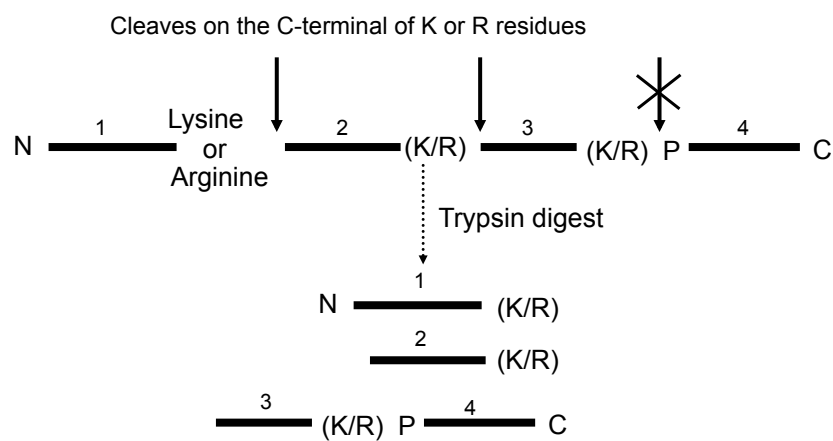 Cleaves on the C-terminal of K or R residues
N 1 Lysine or Arginine 2 (K/R) 3 (K/R) P 4 C
Trypsin digest
N 1 (K/R)
2 (K/R)
3 (K/R) P 4 C